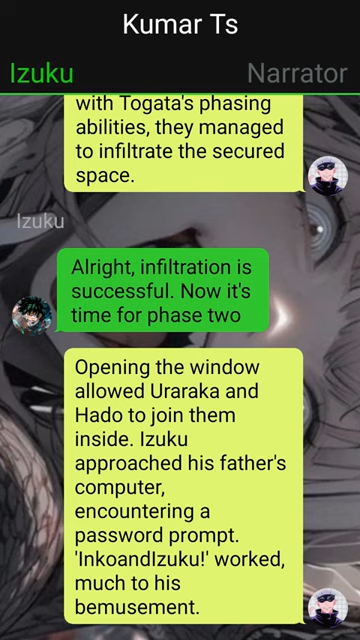 Kumar Ts
Izuku
Narrator
with Togata's phasing
abilities, they managed
to infiltrate the secured
space.
Izuku
Alright, infiltration is
successful. Now it's
time for phase two
Opening the window
allowed Uraraka and
Hado to join them
inside. Izuku
approached his father's
computer,
encountering a
password prompt.
'InkoandIzuku!' worked,
much to his
bemusement.